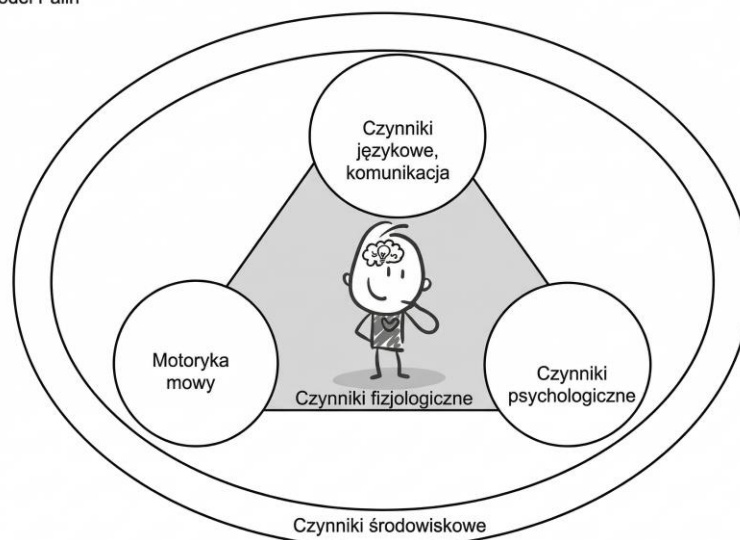 Czynniki
językowe,
komunikacja
Motoryka
mowy
Czynniki
psychologiczne
Czynniki fizjologiczne
Czynniki środowiskowe